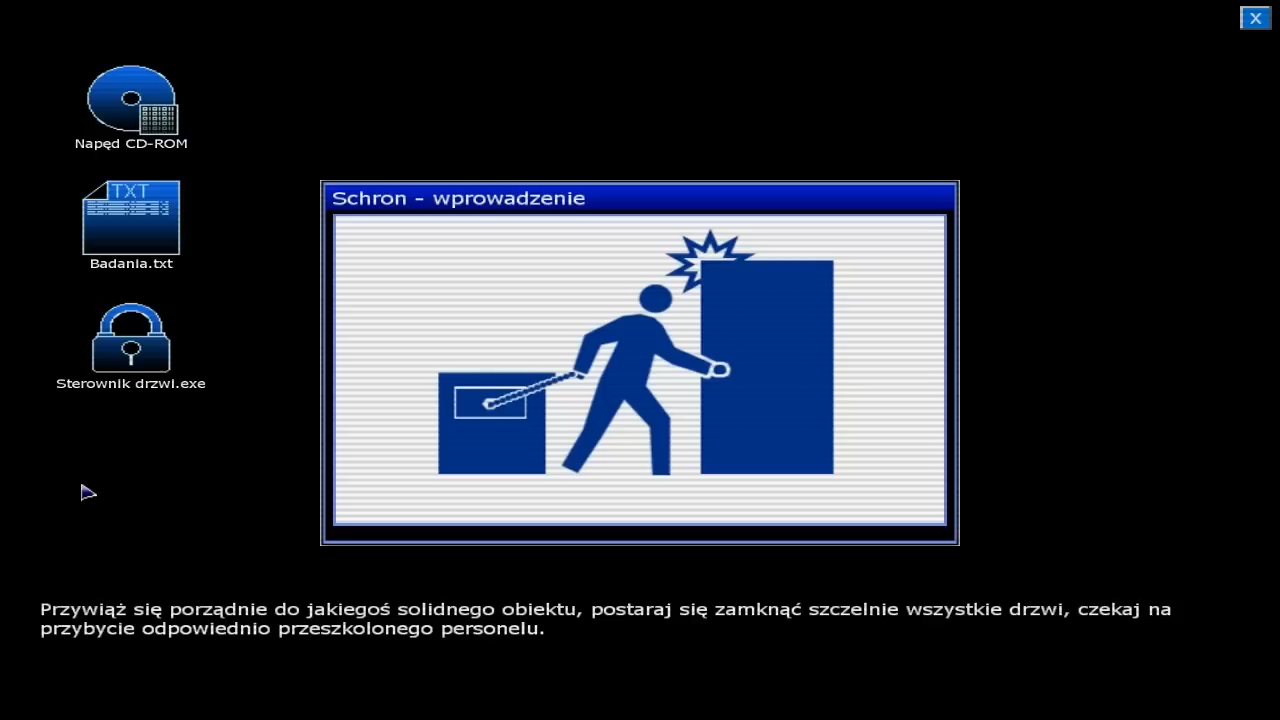 X
Napęd CD-ROM
TXT
Badania.txt
Sterownik drzwi.exe
Schron - wprowadzenie
Przywiąż się porządnie do jakiegoś solidnego obiektu, postaraj się zamknąć szczelnie wszystkie drzwi, czekaj na
przybycie odpowiednio przeszkolonego personelu.